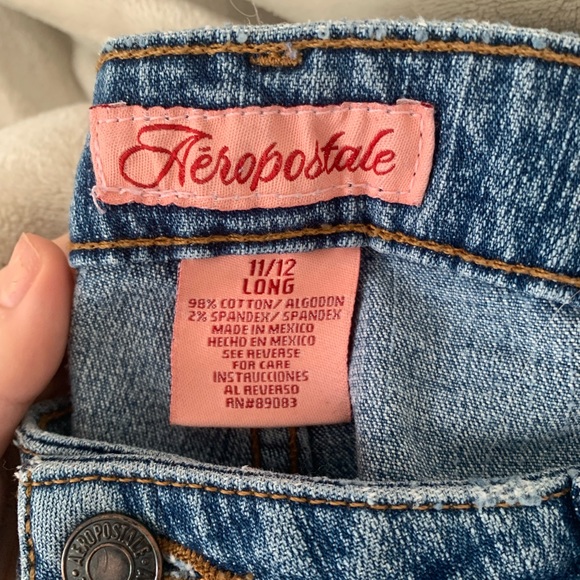 Aéropostale
11/12
LONG
98% COTTON/ ALGODON
2% SPANDEX/ SPANDEX
MADE IN MEXICO
HECHO EN MEXICO
SEE REVERSE
FOR CARE
INSTRUCCIONES
AL REVERSO
RN#89083
AEROPOSTALE